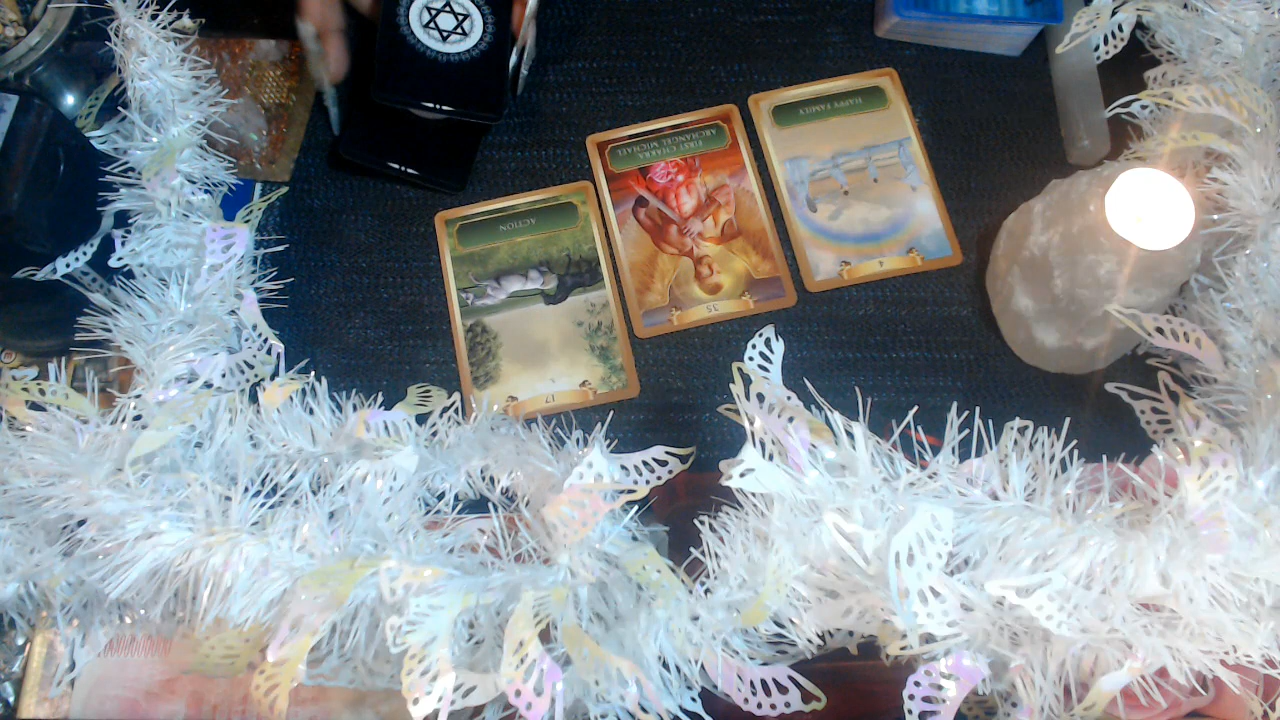 HAPPY FAMILY
4
FIRST CHAKRA
ARCHANGEL MICHAEL
35
ACTION
17